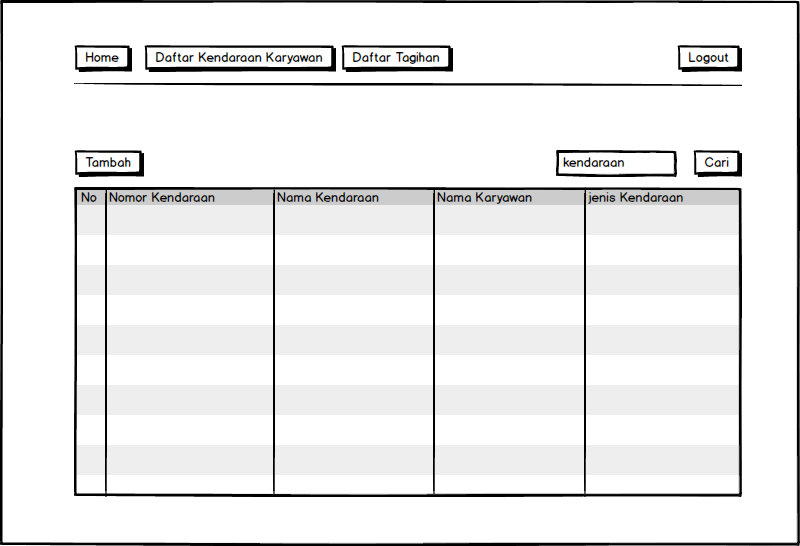 Home Daftar Kendaraan Karyawan Daftar Tagihan Logout
Tambah kendaraan Cari
No Nomor Kendaraan Nama Kendaraan Nama Karyawan jenis Kendaraan